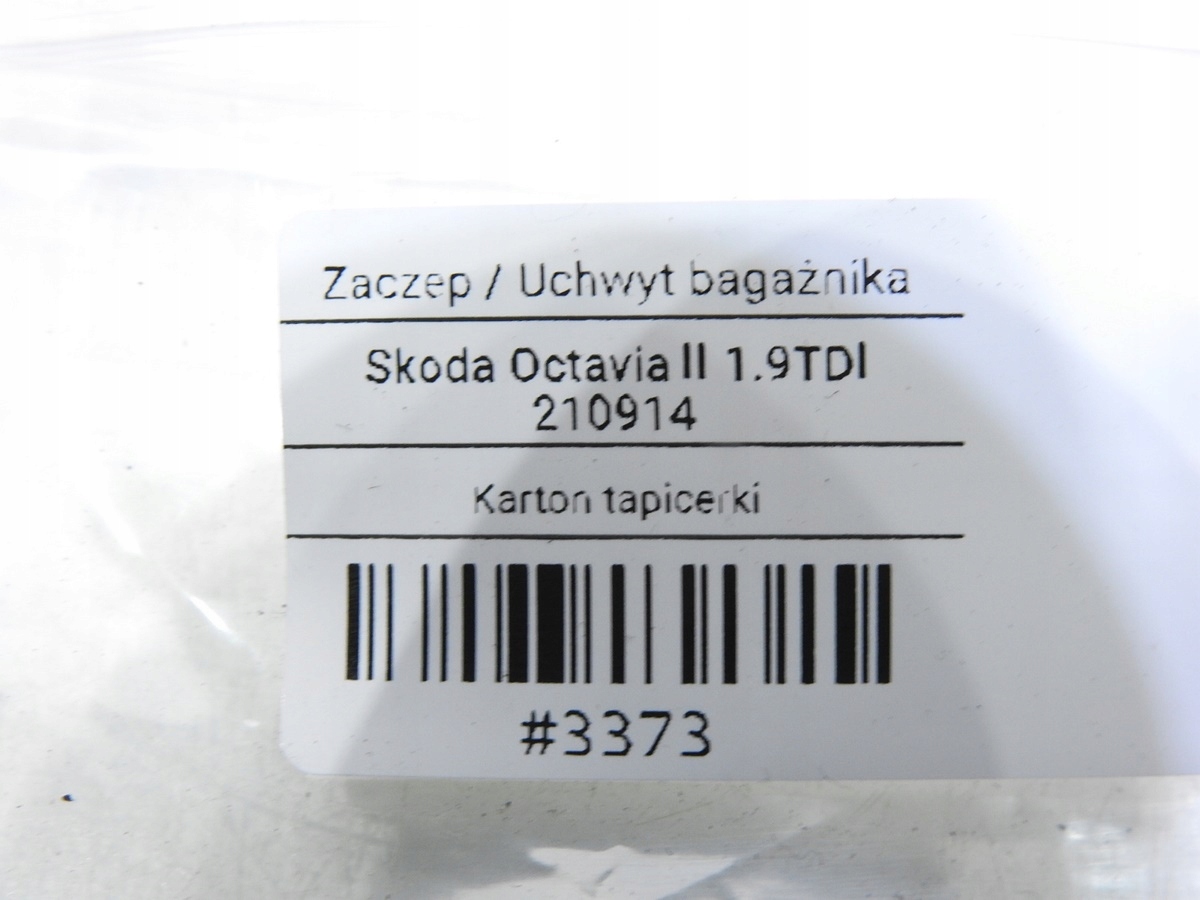 Zaczep / Uchwyt bagażnika
Skoda Octavia II 1.9TDI
210914
Karton tapicerki
#3373